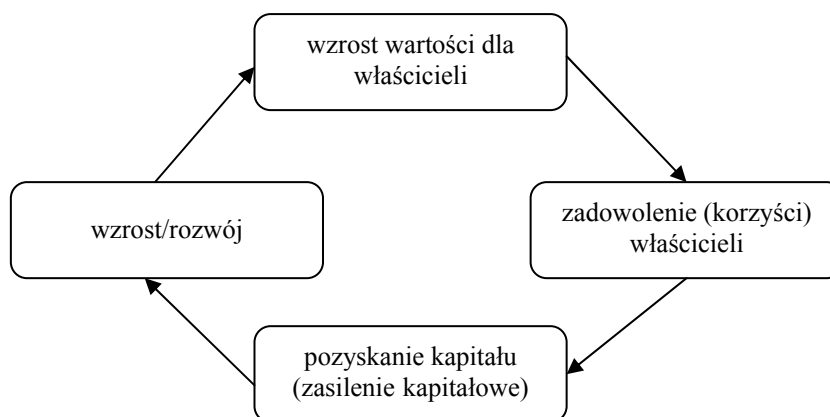 wzrost wartości dla
właścicieli
wzrost/rozwój
zadowolenie (korzyści)
właścicieli
pozyskanie kapitału
(zasilenie kapitałowe)